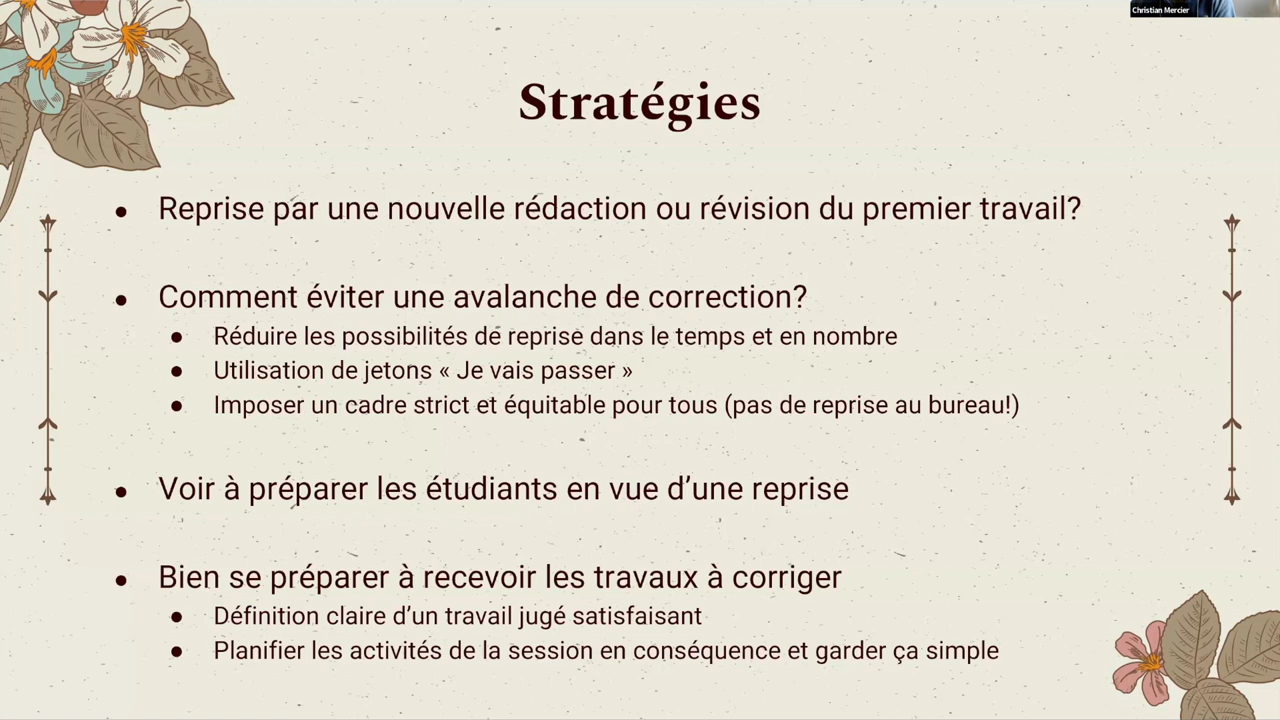 Christian Mercier
Stratégies
• Reprise par une nouvelle rédaction ou révision du premier travail?
• Comment éviter une avalanche de correction?
• Réduire les possibilités de reprise dans le temps et en nombre
• Utilisation de jetons « Je vais passer »
• Imposer un cadre strict et équitable pour tous (pas de reprise au bureau!)
• Voir à préparer les étudiants en vue d’une reprise
• Bien se préparer à recevoir les travaux à corriger
• Définition claire d’un travail jugé satisfaisant
• Planifier les activités de la session en conséquence et garder ça simple